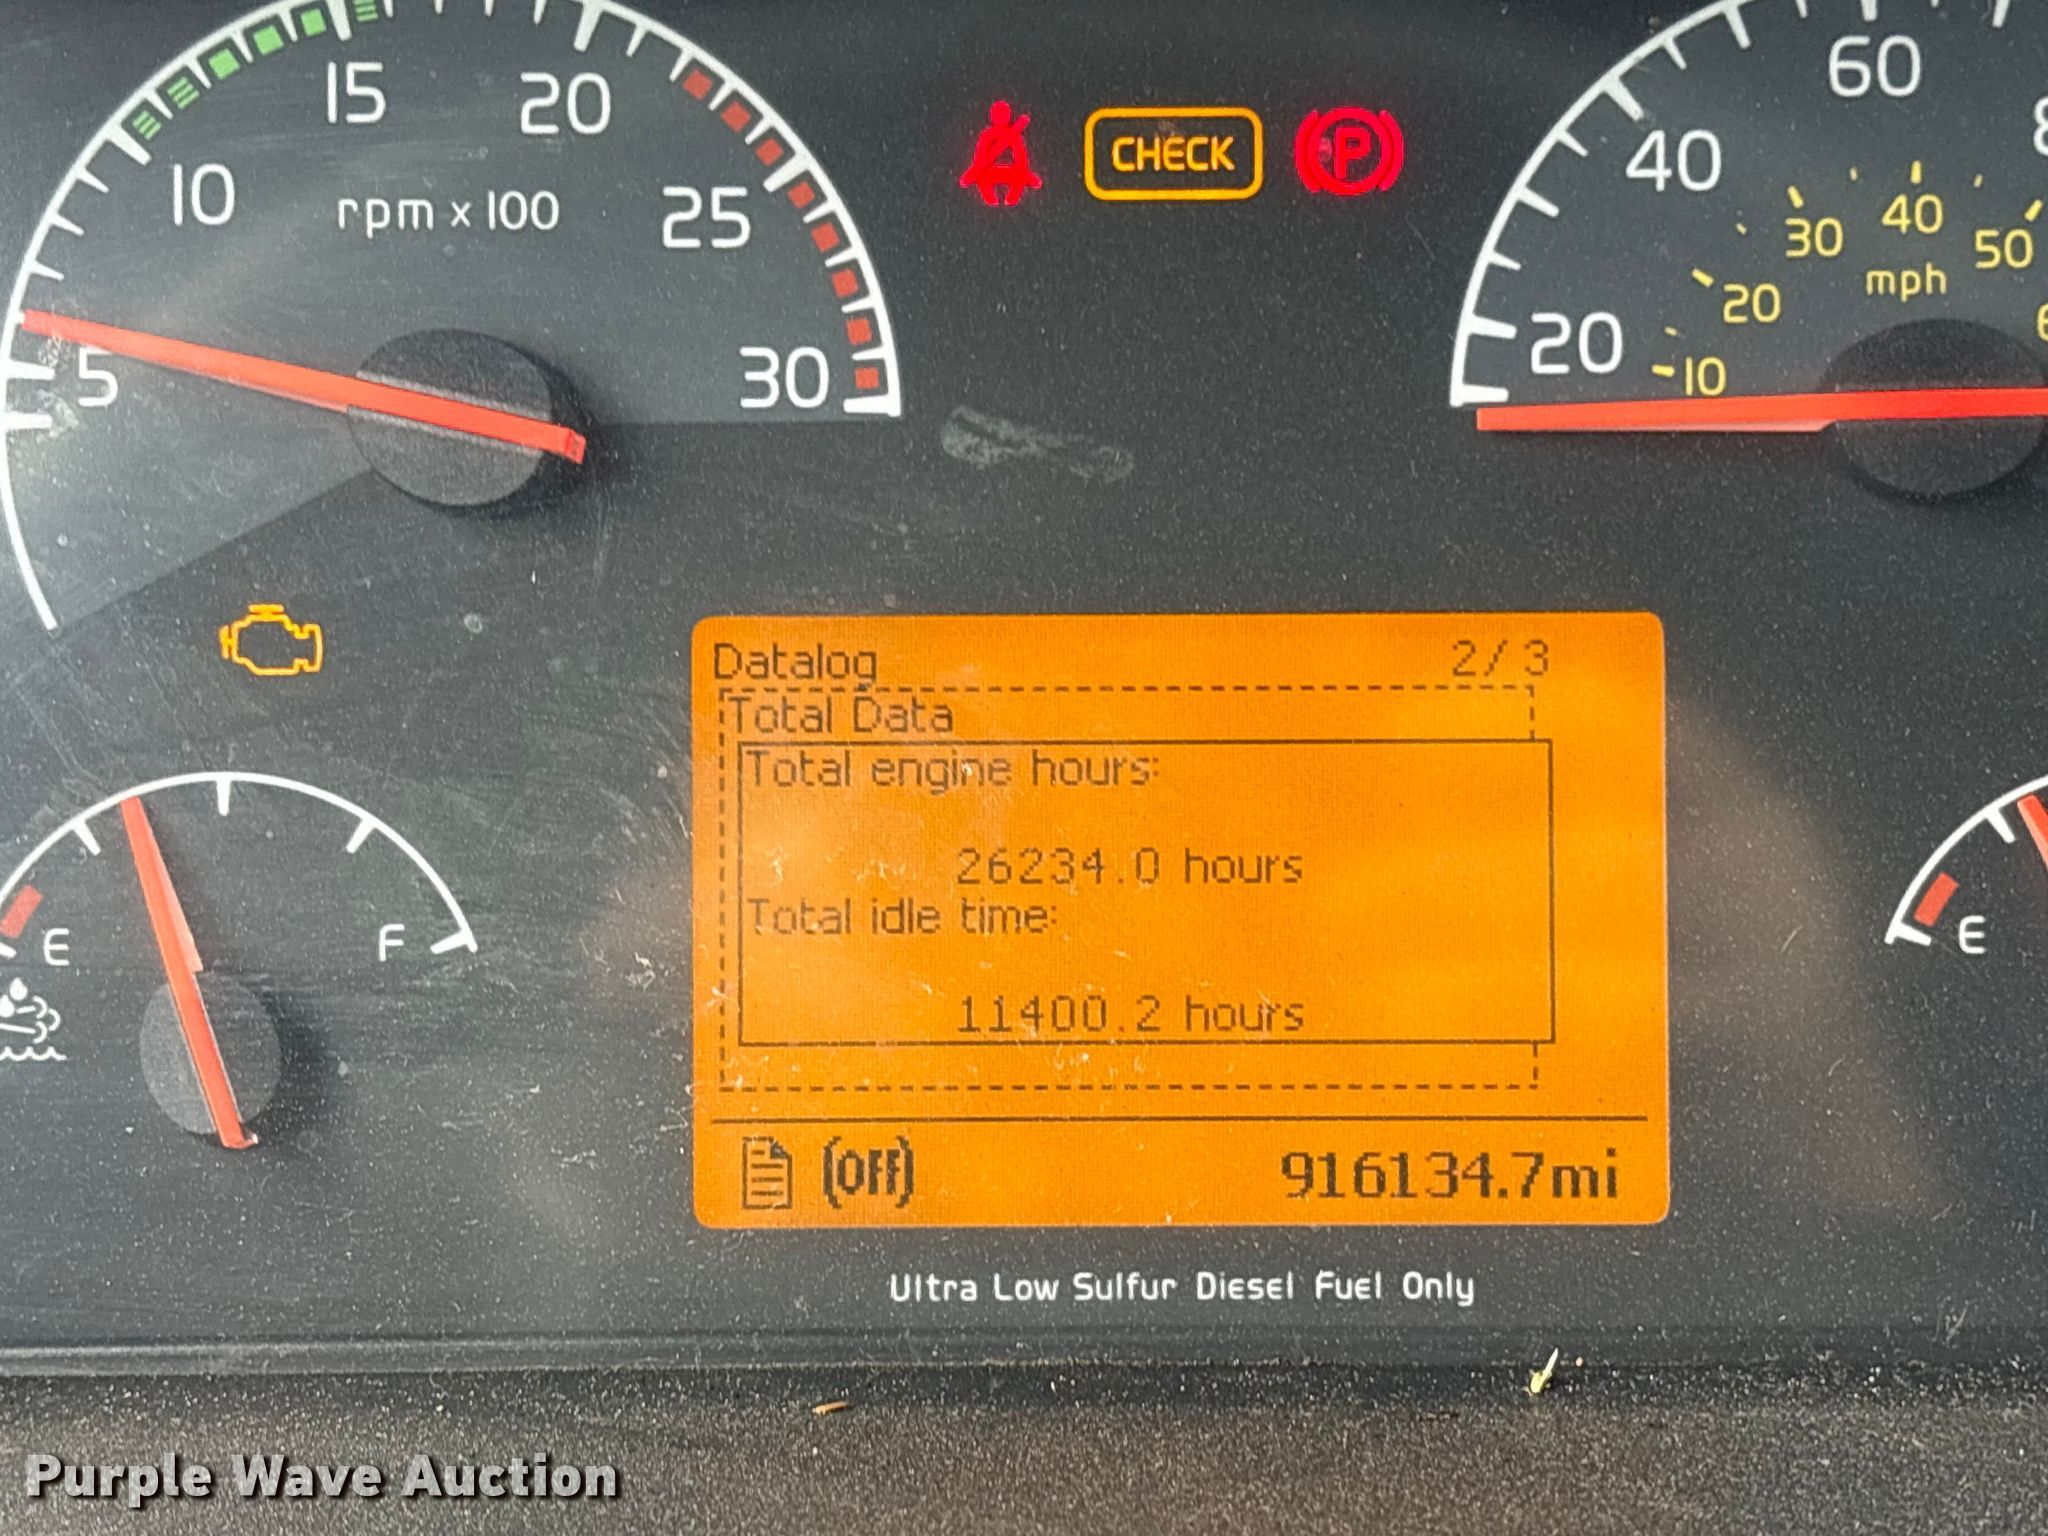 5
10
15
20
25
30
rpm x 100
CHECK
20
40
60
10
20
30
40
50
mph
E
F
E
Datalog 2/3
Total Data
Total engine hours:
26234.0 hours
Total idle time:
11400.2 hours
(Off) 916134.7mi
Ultra Low Sulfur Diesel Fuel Only
Purple Wave Auction